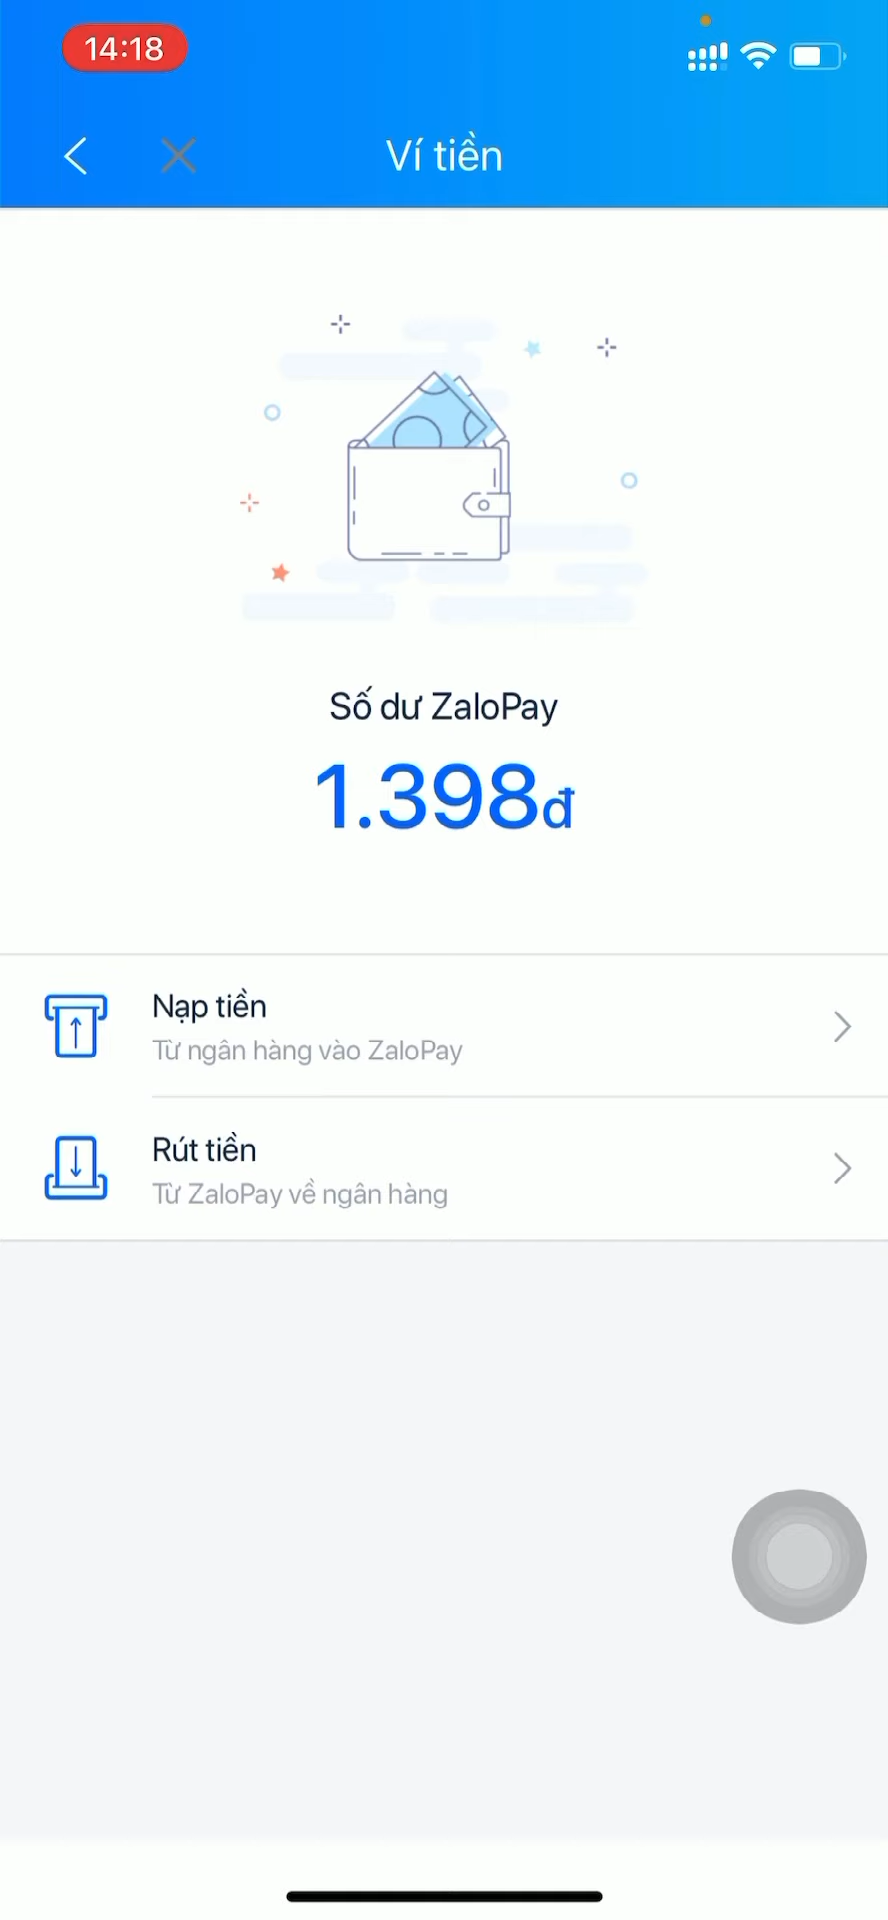 14:18
Ví tiền
Số dư ZaloPay
1.398đ
Nạp tiền
Từ ngân hàng vào ZaloPay
Rút tiền
Từ ZaloPay về ngân hàng